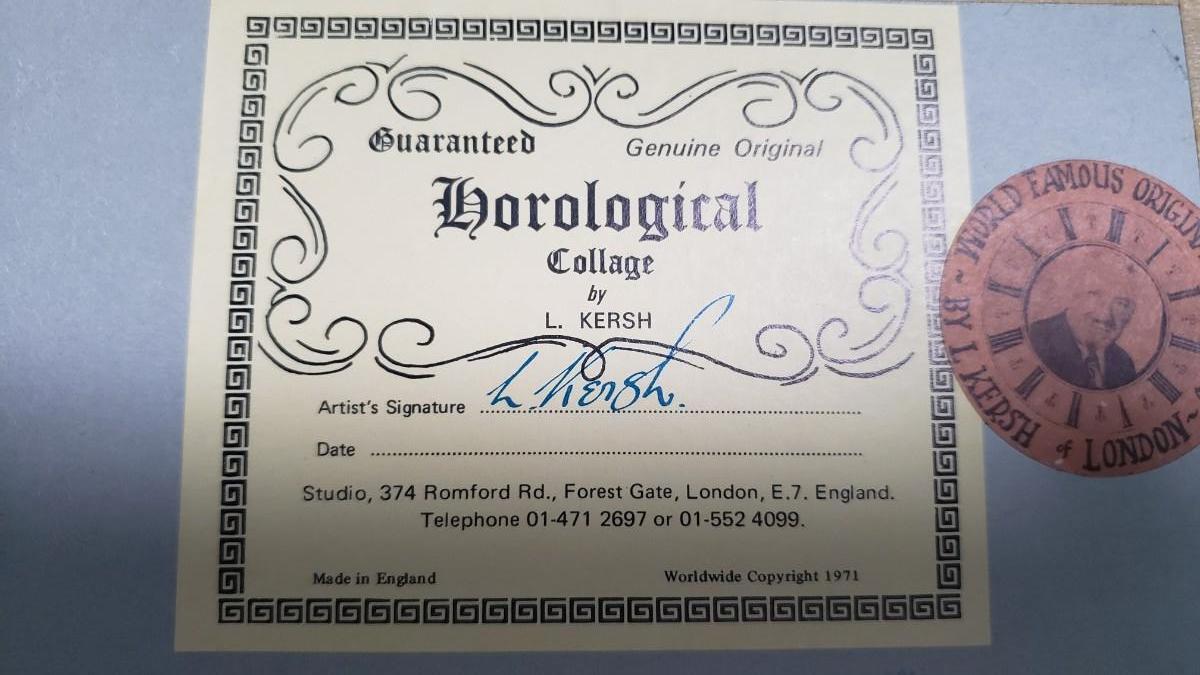 Guaranteed Genuine Original
Horological
Collage
by
L. KERSH
Artist's Signature L. Kersh.
Date
Studio, 374 Romford Rd., Forest Gate, London, E.7. England.
Telephone 01-471 2697 or 01-552 4099.
Made in England Worldwide Copyright 1971
WORLD FAMOUS
~ BY L KERSH of LONDON ~